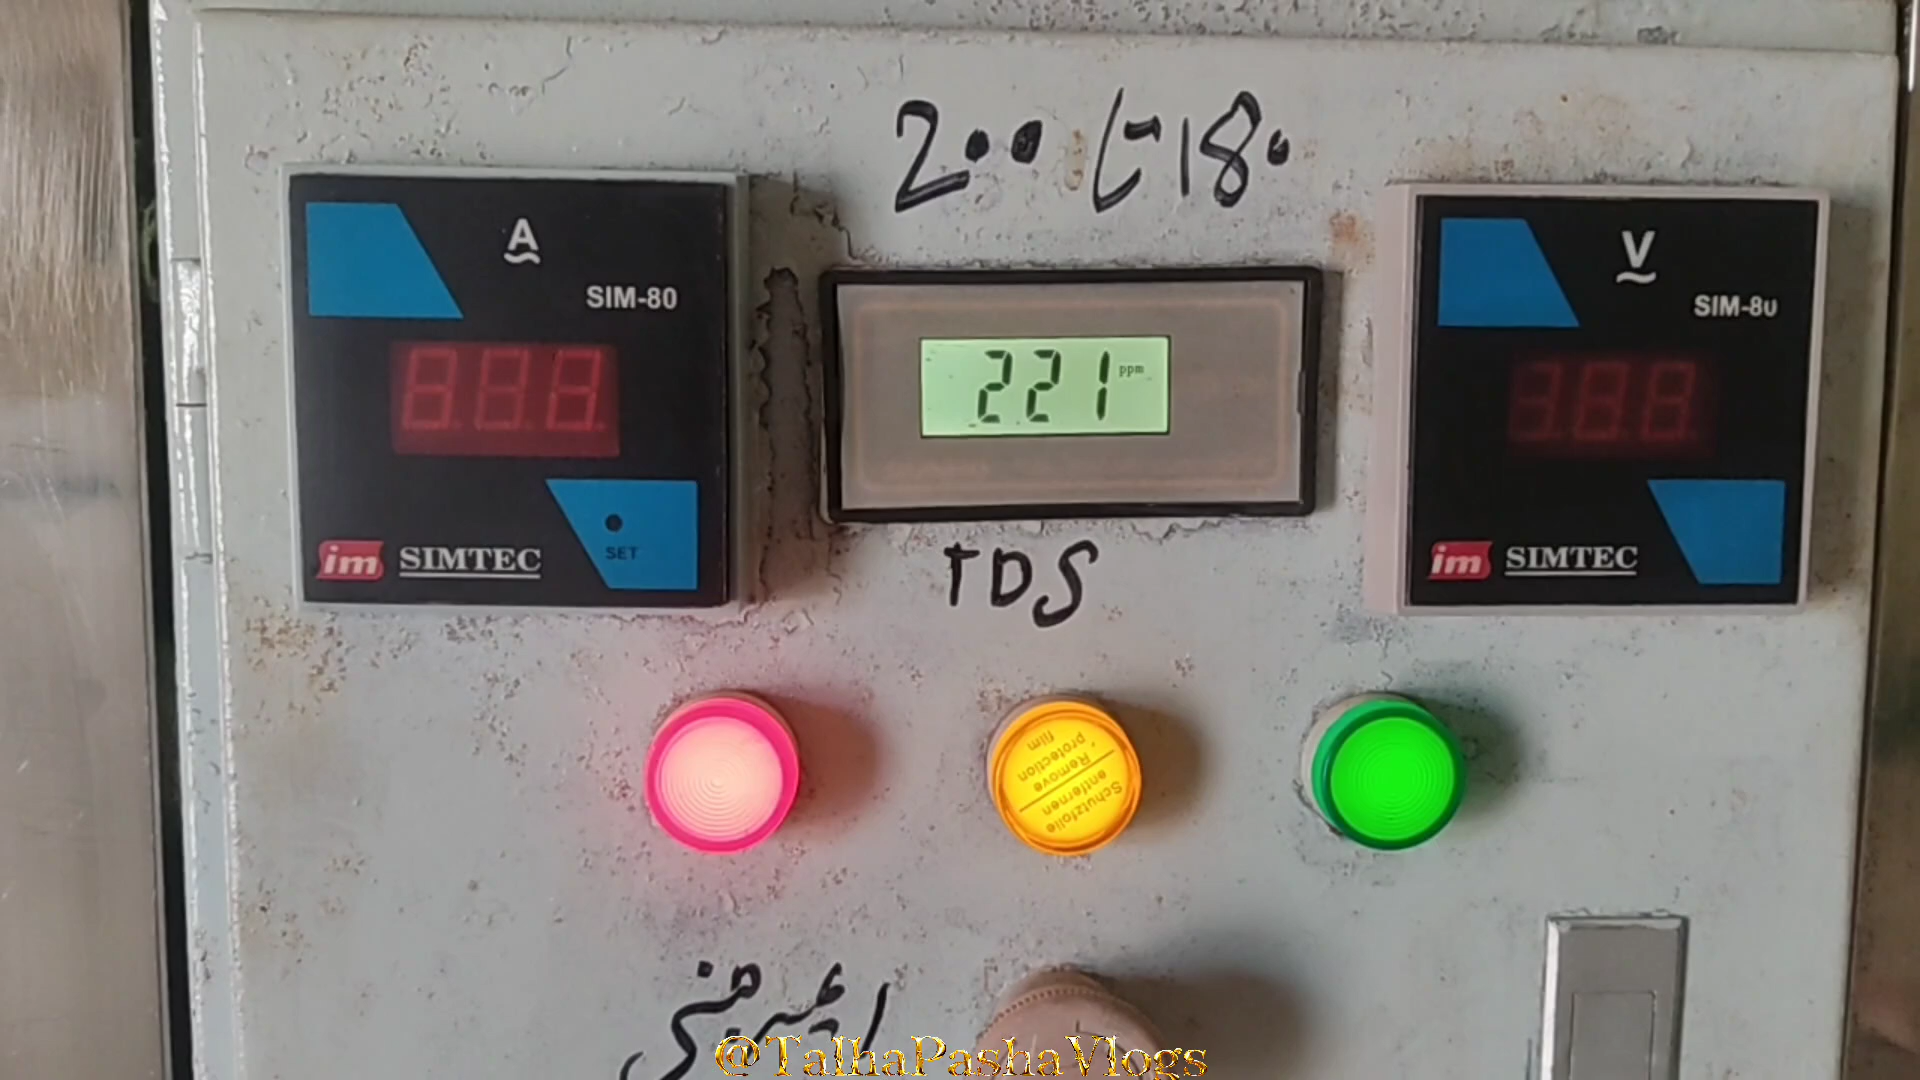 180 تا 200
A
SIM-80
888
SET
im SIMTEC
221 ppm
TDS
V
SIM-80
im SIMTEC
Schutzfolie
entfernen
Remove
protection
film
@TalhaPashaVlogs